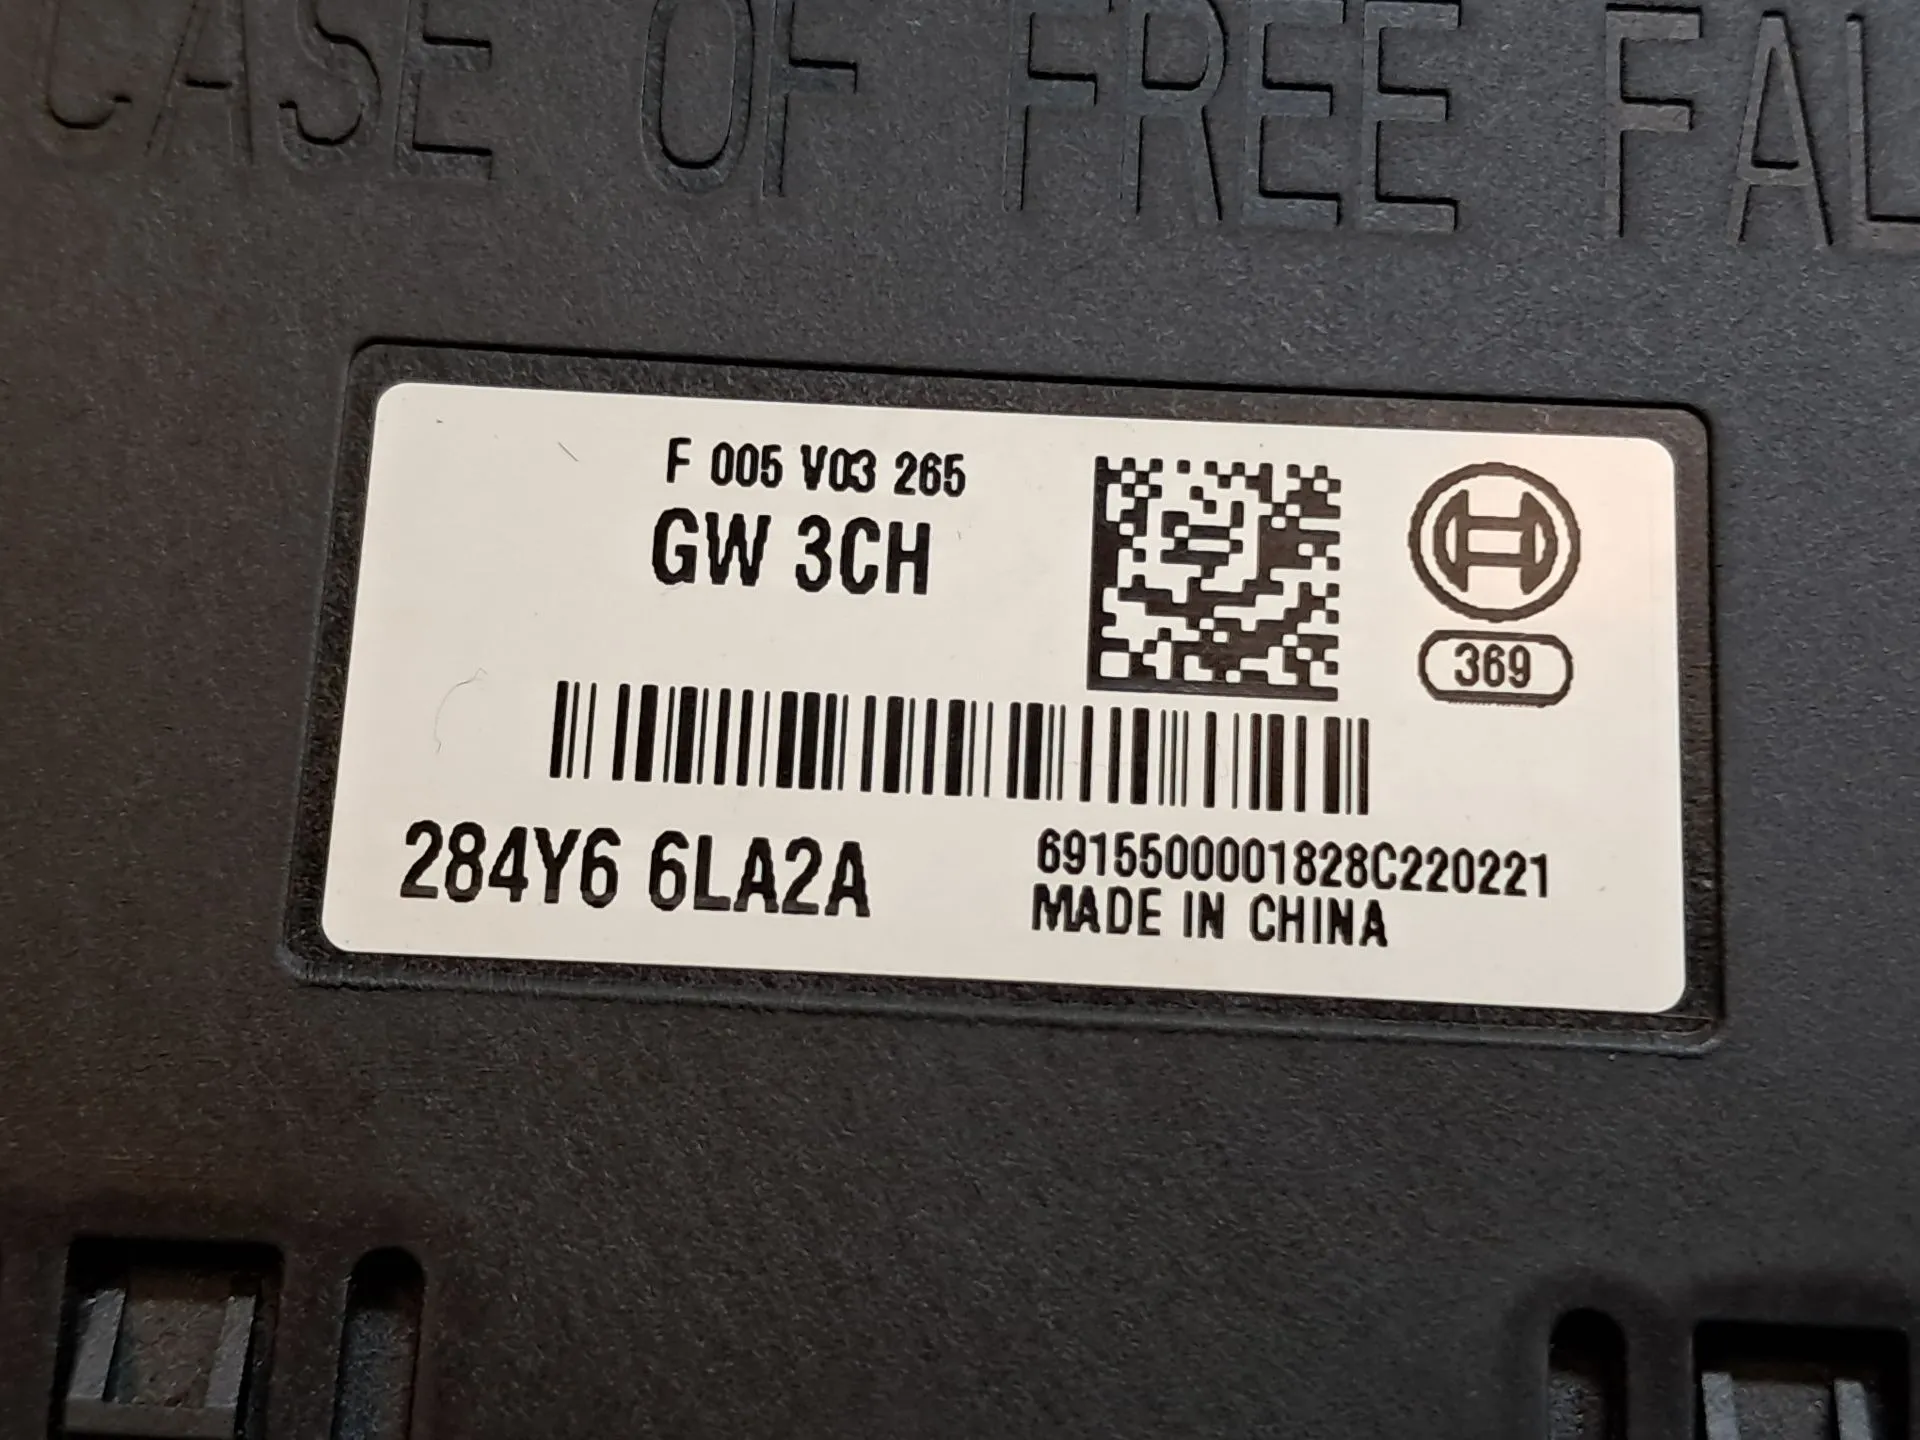 CASE OF FREE FAL
F 005 V03 265
GW 3CH
369
284Y6 6LA2A
6915500001828C220221
MADE IN CHINA